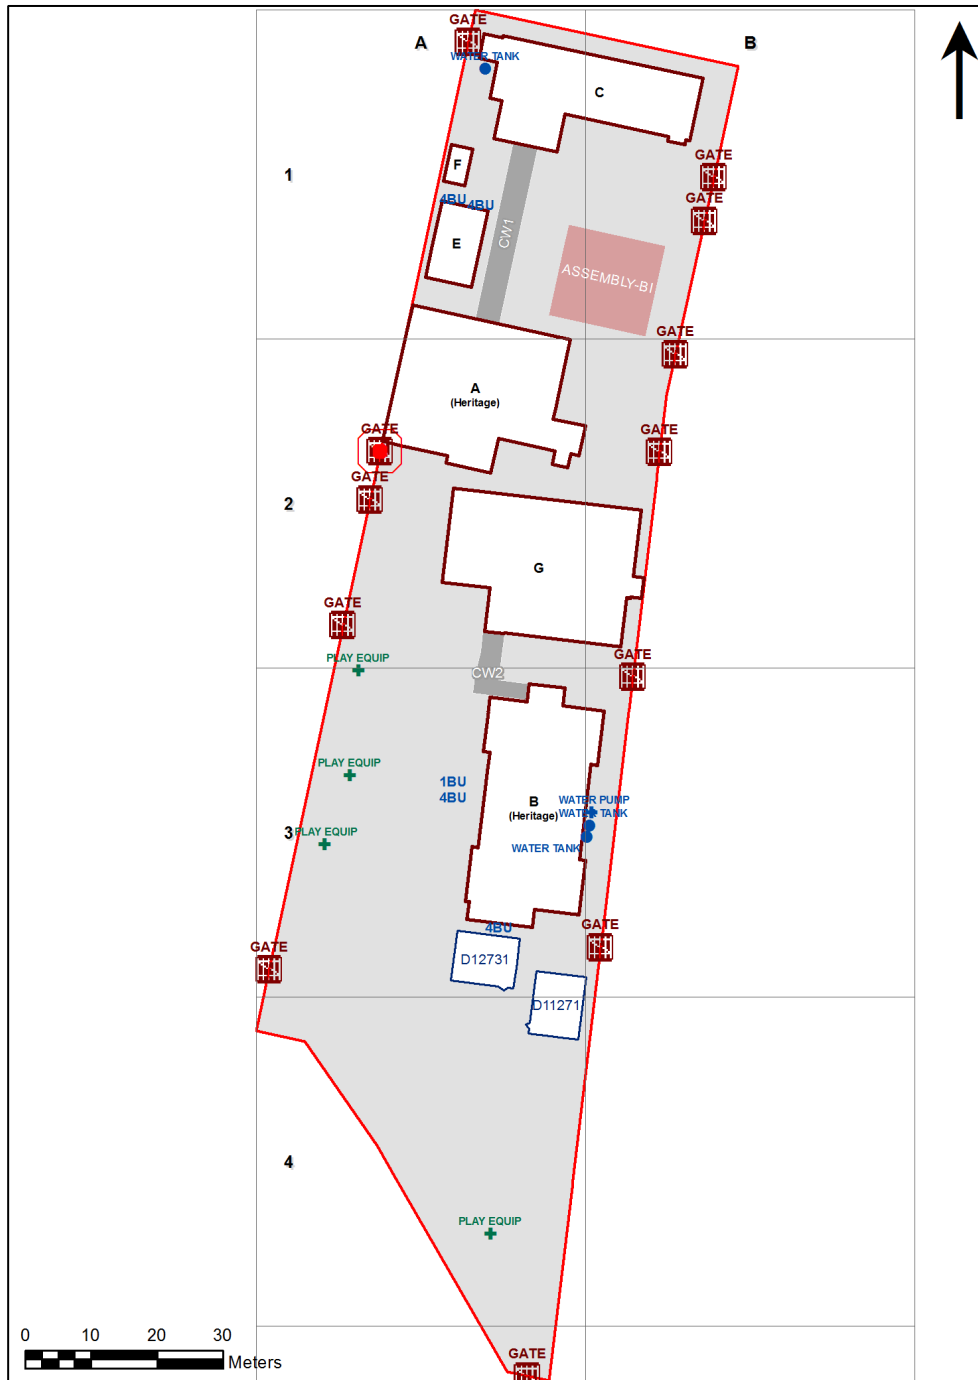 GATE
A
B
WATER TANK
C
GATE
F
1
4BU
4BU
GATE
CW1
E
ASSEMBLY-BI
GATE
A
(Heritage)
GATE
GATE
GATE
2
G
GATE
PLAY EQUIP
CW2
GATE
PLAY EQUIP
1BU
4BU
B
(Heritage)
WATER PUMP
WATER TANK
3
PLAY EQUIP
WATER TANK
4BU
GATE
GATE
D12731
D11271
4
PLAY EQUIP
0 10 20 30
Meters
GATE